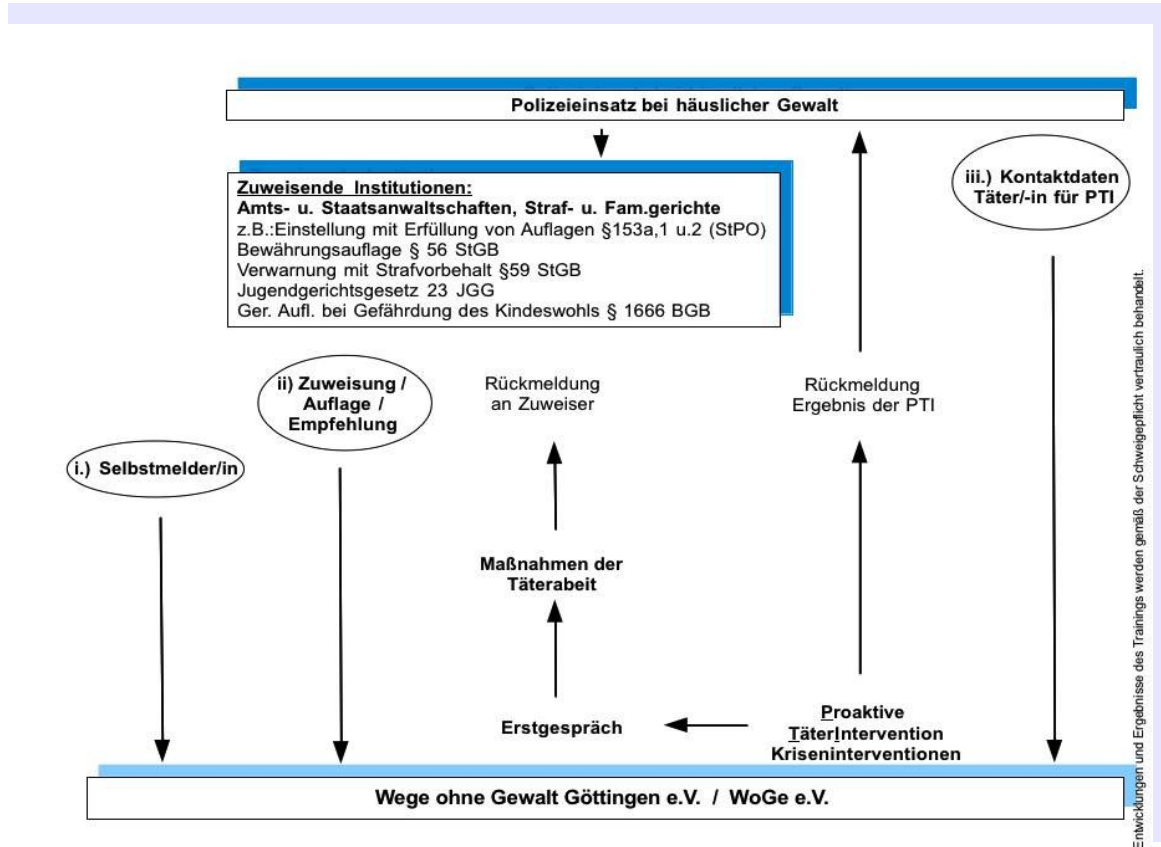 Polizeieinsatz bei häuslicher Gewalt
Zuweisende Institutionen:
Amts- u. Staatsanwaltschaften, Straf- u. Fam.gerichte
z.B.:Einstellung mit Erfüllung von Auflagen §153a,1 u.2 (StPO)
Bewährungsauflage § 56 StGB
Verwarnung mit Strafvorbehalt §59 StGB
Jugendgerichtsgesetz 23 JGG
Ger. Aufl. bei Gefährdung des Kindeswohls § 1666 BGB
iii.) Kontaktdaten
Täter/-in für PTI
ii) Zuweisung /
Auflage /
Empfehlung
Rückmeldung
an Zuweiser
Rückmeldung
Ergebnis der PTI
i.) Selbstmelder/in
Maßnahmen der
Täterabeit
Erstgespräch
Proaktive
TäterIntervention
Kriseninterventionen
Wege ohne Gewalt Göttingen e.V. / WoGe e.V.
Entwicklungen und Ergebnisse des Trainings werden gemäß der Schweigepflicht vertraulich behandelt.